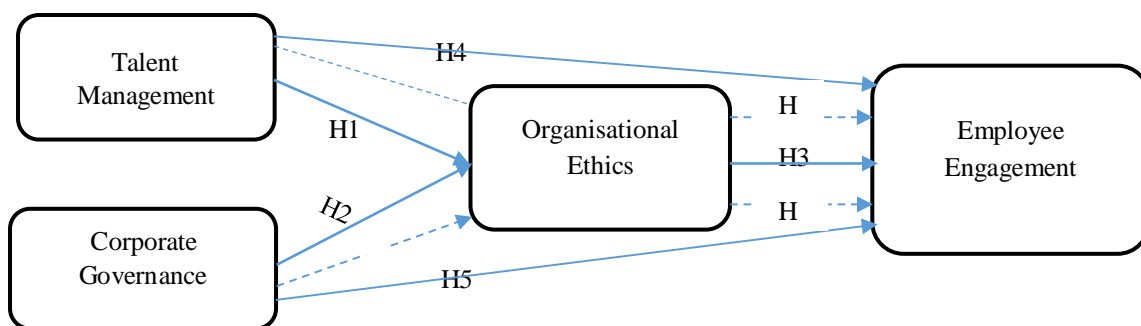 Talent
Management
H4
H1
H2
Corporate
Governance
H5
Organisational
Ethics
H
H3
H
Employee
Engagement